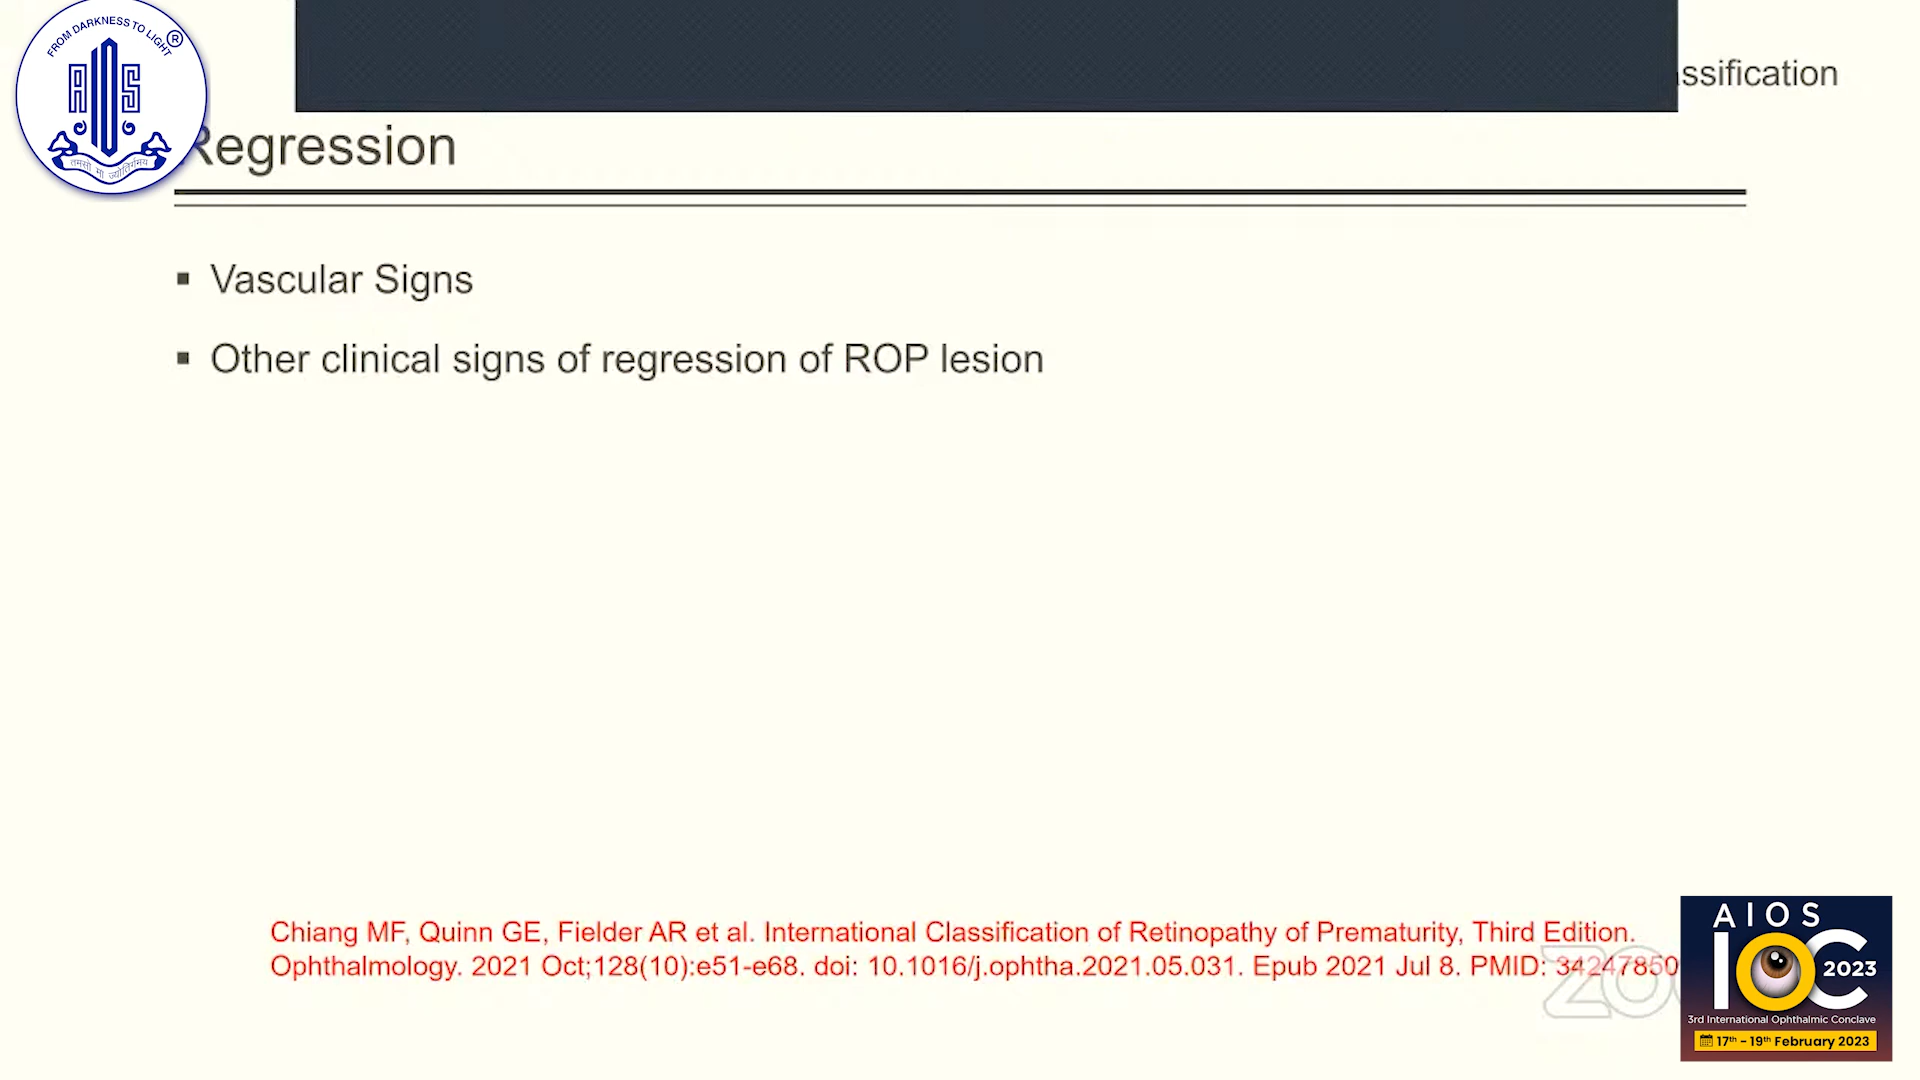 FROM DARKNESS TO LIGHT
®
AIOS
तमसो मा ज्योतिर्गमय
ssification
Regression
▪ Vascular Signs
▪ Other clinical signs of regression of ROP lesion
Chiang MF, Quinn GE, Fielder AR et al. International Classification of Retinopathy of Prematurity, Third Edition.
Ophthalmology. 2021 Oct;128(10):e51-e68. doi: 10.1016/j.ophtha.2021.05.031. Epub 2021 Jul 8. PMID: 34247850
AIOS
IOC
2023
3rd International Ophthalmic Conclave
17th - 19th February 2023